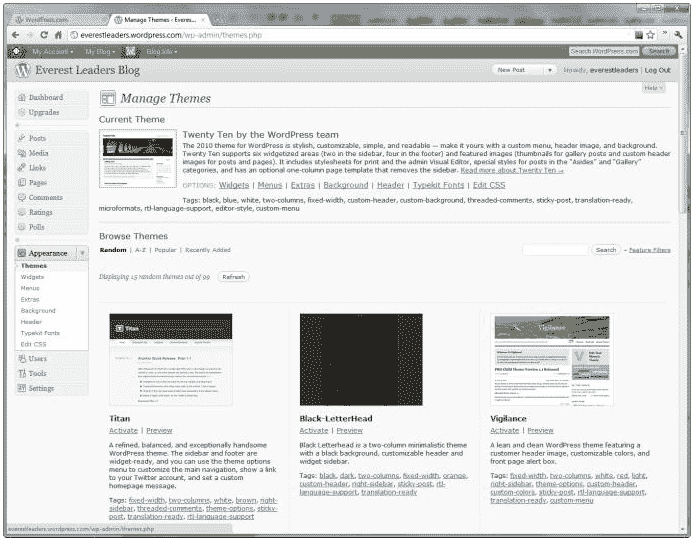 WordPress.com
Manage Themes ‹ Everes...
everestleaders.wordpress.com/wp-admin/themes.php
My Account
My Blog
Blog Info
Search WordPress.com
Search
Everest Leaders Blog
New Post
Howdy, everestleaders | Log Out
Help
Dashboard
Upgrades
Posts
Media
Links
Pages
Comments
Ratings
Polls
Appearance
Themes
Widgets
Menus
Extras
Background
Header
Typekit Fonts
Edit CSS
Users
Tools
Settings
Manage Themes
Current Theme
Twenty Ten by the WordPress team
The 2010 theme for WordPress is stylish, customizable, simple, and readable — make it yours with a custom menu, header image, and background.
Twenty Ten supports six widgetized areas (two in the sidebar, four in the footer) and featured images (thumbnails for gallery posts and custom header
images for posts and pages). It includes stylesheets for print and the admin Visual Editor, special styles for posts in the "Asides" and "Gallery"
categories, and has an optional one-column page template that removes the sidebar. Read more about Twenty Ten →
OPTIONS: Widgets | Menus | Extras | Background | Header | Typekit Fonts | Edit CSS
Tags: black, blue, white, two-columns, fixed-width, custom-header, custom-background, threaded-comments, sticky-post, translation-ready,
microformats, rtl-language-support, editor-style, custom-menu
Browse Themes
Random | A-Z | Popular | Recently Added
Search
Feature Filters
Displaying 15 random themes out of 99
Refresh
Titan
Vigilance
Titan
Activate | Preview
A refined, balanced, and exceptionally handsome
WordPress theme. The sidebar and footer are
widget-ready, and you can use the theme options
menu to customize the main navigation, show a link
to your Twitter account, and set a custom
homepage message.
Tags: fixed-width, two-columns, white, brown, right-
sidebar, threaded-comments, theme-options, sticky-
post, translation-ready, rtl-language-support
Black-LetterHead
Activate | Preview
Black Letterhead is a two-column minimalistic theme
with a black background, customizable header and
widget sidebar.
Tags: black, dark, two-columns, fixed-width, orange,
custom-header, right-sidebar, sticky-post, rtl-
language-support, translation-ready
Vigilance
Activate | Preview
A lean and clean WordPress theme featuring a
customer header image, customizable colors, and
front page alert box.
Tags: fixed-width, two-columns, white, red, light,
right-sidebar, theme-options, custom-header,
custom-colors, sticky-post, rtl-language-support,
translation-ready, custom-menu
everestleaders.wordpress.com/wp-admin/themes.php